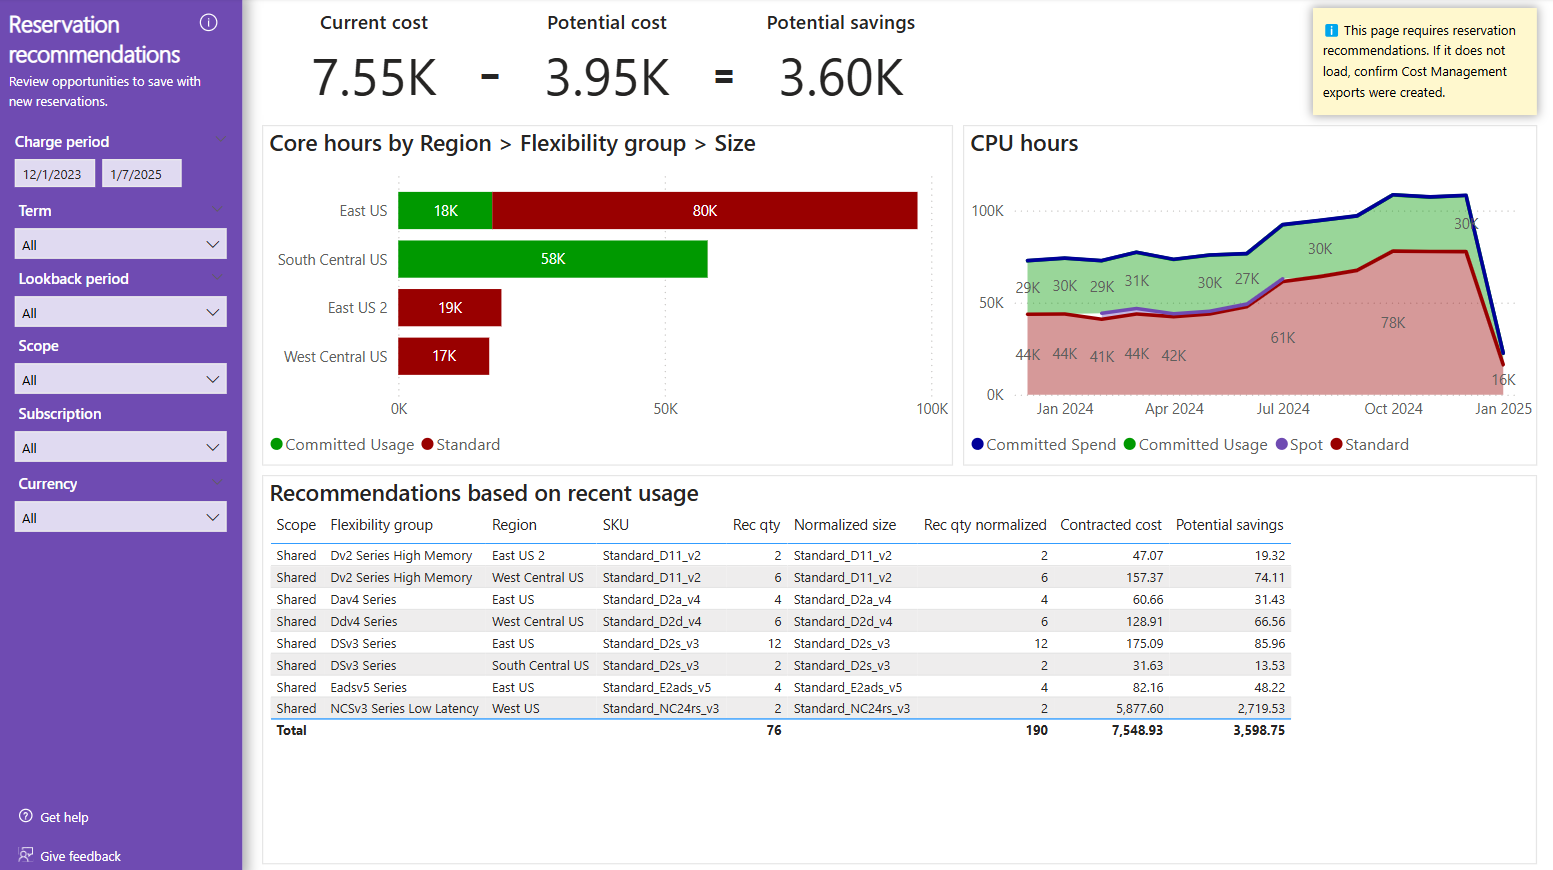 Reservation
recommendations
Review opportunities to save with
new reservations.
Charge period
12/1/2023 1/7/2025
Term
All
Lookback period
All
Scope
All
Subscription
All
Currency
All
Get help
Give feedback
Current cost Potential cost Potential savings
7.55K - 3.95K = 3.60K
This page requires reservation
recommendations. If it does not
load, confirm Cost Management
exports were created.
Core hours by Region > Flexibility group > Size
East US 18K 80K
South Central US 58K
East US 2 19K
West Central US 17K
0K 50K 100K
Committed Usage Standard
CPU hours
100K
50K
0K
30K
30K
29K 30K 29K 31K 30K 27K
78K
61K
44K 44K 41K 44K 42K
16K
Jan 2024 Apr 2024 Jul 2024 Oct 2024 Jan 2025
Committed Spend Committed Usage Spot Standard
Recommendations based on recent usage
Scope Flexibility group Region SKU Rec qty Normalized size Rec qty normalized Contracted cost Potential savings
Shared Dv2 Series High Memory East US 2 Standard_D11_v2 2 Standard_D11_v2 2 47.07 19.32
Shared Dv2 Series High Memory West Central US Standard_D11_v2 6 Standard_D11_v2 6 157.37 74.11
Shared Dav4 Series East US Standard_D2a_v4 4 Standard_D2a_v4 4 60.66 31.43
Shared Ddv4 Series West Central US Standard_D2d_v4 6 Standard_D2d_v4 6 128.91 66.56
Shared DSv3 Series East US Standard_D2s_v3 12 Standard_D2s_v3 12 175.09 85.96
Shared DSv3 Series South Central US Standard_D2s_v3 2 Standard_D2s_v3 2 31.63 13.53
Shared Eadsv5 Series East US Standard_E2ads_v5 4 Standard_E2ads_v5 4 82.16 48.22
Shared NCSv3 Series Low Latency West US Standard_NC24rs_v3 2 Standard_NC24rs_v3 2 5,877.60 2,719.53
Total 76 190 7,548.93 3,598.75